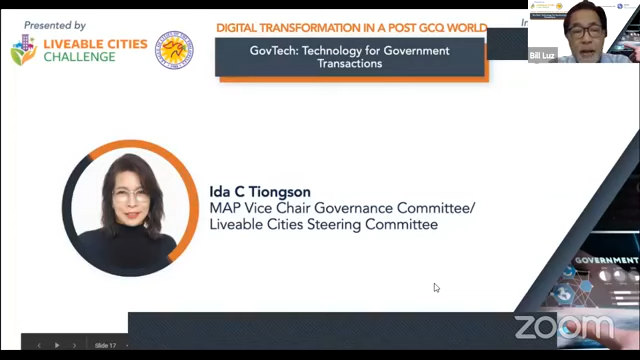 Presented by
LIVEABLE CITIES
CHALLENGE
DIGITAL TRANSFORMATION IN A POST GCQ WORLD
GovTech: Technology for Government
Transactions
In
Bill Luz
Ida C Tiongson
MAP Vice Chair Governance Committee/
Liveable Cities Steering Committee
GOVERNMENT
Slide 17
zoom